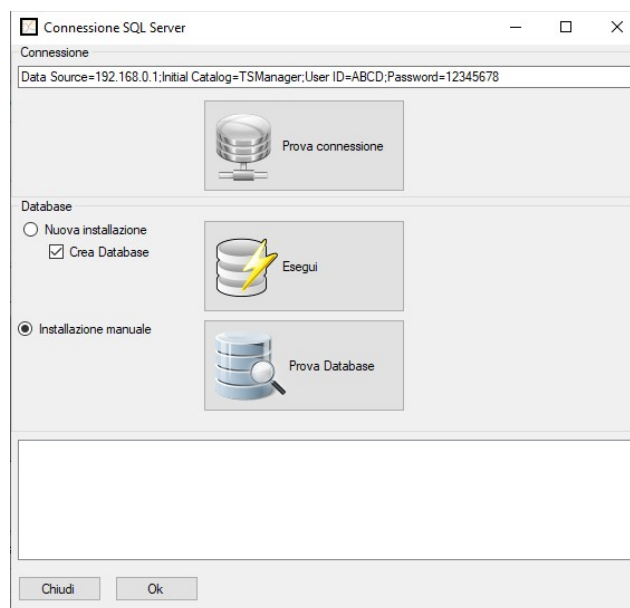 Connessione SQL Server
Connessione
Data Source=192.168.0.1;Initial Catalog=TSManager;User ID=ABCD;Password=12345678
Prova connessione
Database
Nuova installazione
Crea Database
Esegui
Installazione manuale
Prova Database
Chiudi
Ok